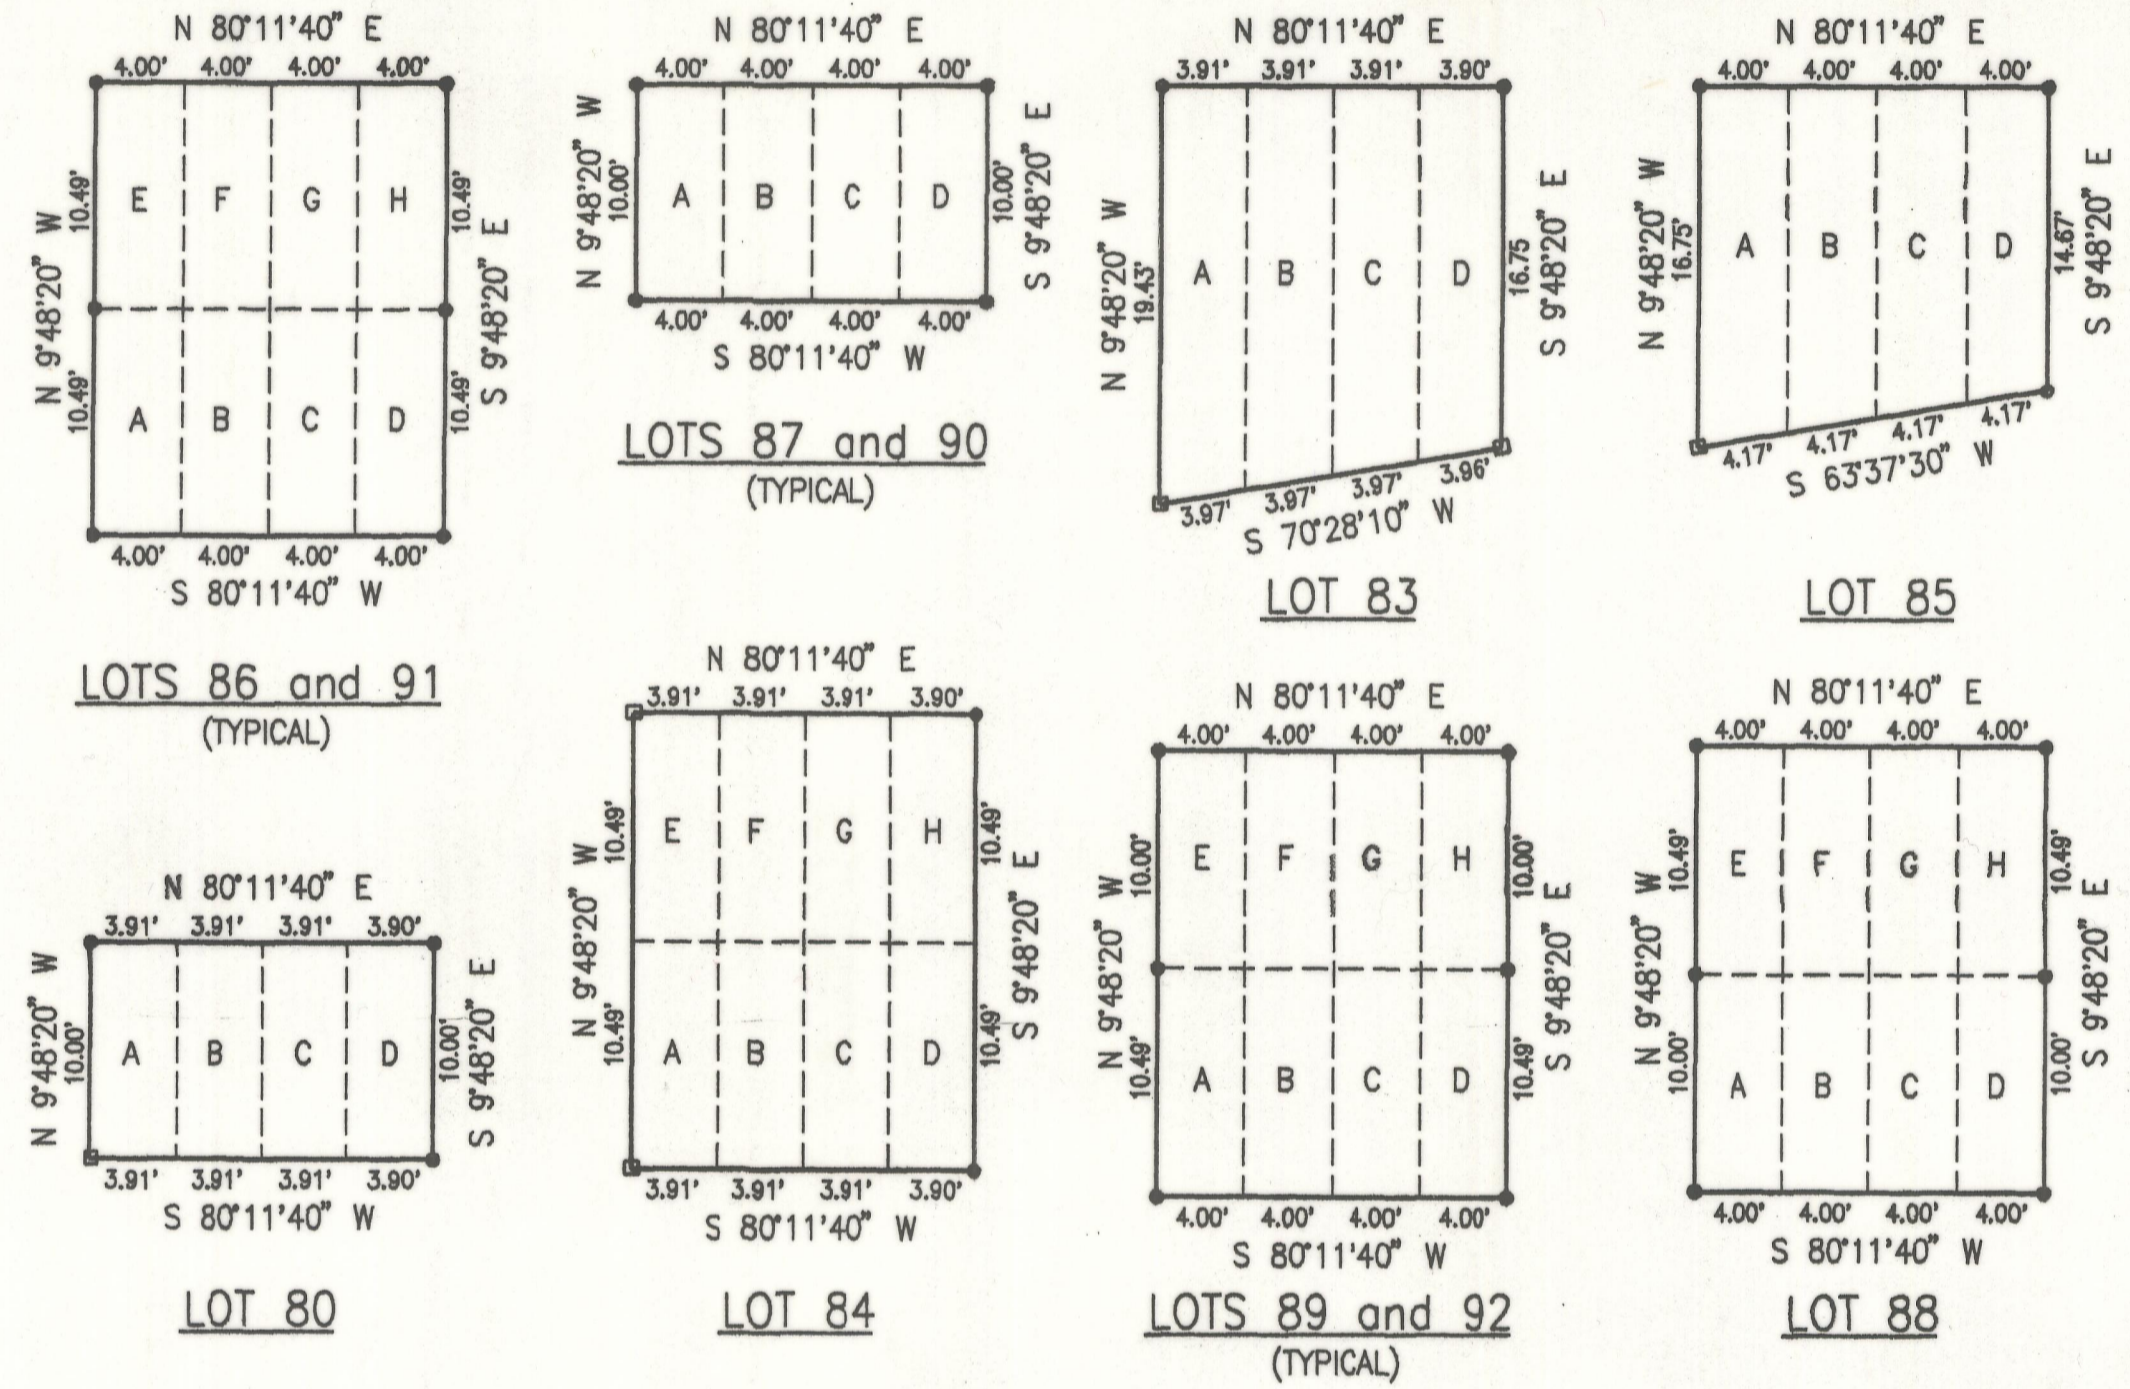 N 80°11'40" E
4.00' 4.00' 4.00' 4.00'
N 9°48'20" W
10.49'
10.49'
E F G H
A B C D
10.49'
10.49'
S 9°48'20" E
4.00' 4.00' 4.00' 4.00'
S 80°11'40" W
LOTS 86 and 91
(TYPICAL)
N 80°11'40" E
4.00' 4.00' 4.00' 4.00'
N 9°48'20" W
10.00'
A B C D
10.00'
S 9°48'20" E
4.00' 4.00' 4.00' 4.00'
S 80°11'40" W
LOTS 87 and 90
(TYPICAL)
N 80°11'40" E
3.91' 3.91' 3.91' 3.90'
N 9°48'20" W
19.43'
A B C D
16.75
S 9°48'20" E
3.97' 3.97' 3.97' 3.96'
S 70°28'10" W
LOT 83
N 80°11'40" E
4.00' 4.00' 4.00' 4.00'
N 9°48'20" W
16.75'
A B C D
14.67'
S 9°48'20" E
4.17' 4.17' 4.17' 4.17'
S 63°37'30" W
LOT 85
N 80°11'40" E
3.91' 3.91' 3.91' 3.90'
N 9°48'20" W
10.00'
A B C D
10.00'
S 9°48'20" E
3.91' 3.91' 3.91' 3.90'
S 80°11'40" W
LOT 80
N 80°11'40" E
3.91' 3.91' 3.91' 3.90'
N 9°48'20" W
10.49'
10.49'
E F G H
A B C D
10.49'
10.49'
S 9°48'20" E
3.91' 3.91' 3.91' 3.90'
S 80°11'40" W
LOT 84
N 80°11'40" E
4.00' 4.00' 4.00' 4.00'
N 9°48'20" W
10.00'
10.49'
E F G H
A B C D
10.00'
10.49'
S 9°48'20" E
4.00' 4.00' 4.00' 4.00'
S 80°11'40" W
LOTS 89 and 92
(TYPICAL)
N 80°11'40" E
4.00' 4.00' 4.00' 4.00'
N 9°48'20" W
10.49'
10.00'
E F G H
A B C D
10.49'
10.00'
S 9°48'20" E
4.00' 4.00' 4.00' 4.00'
S 80°11'40" W
LOT 88